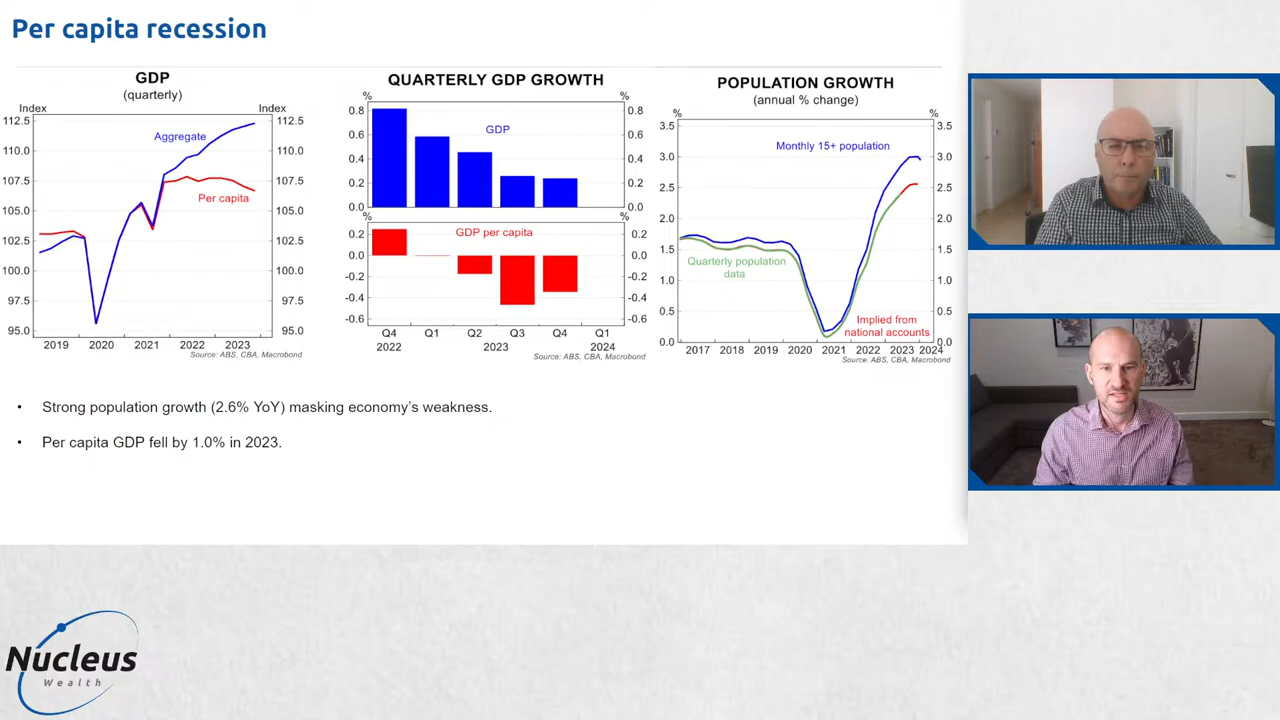 Per capita recession
GDP
(quarterly)
Index
Index
112.5
110.0
107.5
105.0
102.5
100.0
97.5
95.0
Aggregate
Per capita
112.5
110.0
107.5
105.0
102.5
100.0
97.5
95.0
2019 2020 2021 2022 2023
Source: ABS, CBA, Macrobond
QUARTERLY GDP GROWTH
%
%
0.8
0.6
0.4
0.2
0.0
GDP
0.8
0.6
0.4
0.2
0.0
%
%
0.2
0.0
-0.2
-0.4
-0.6
GDP per capita
0.2
0.0
-0.2
-0.4
-0.6
Q4 Q1 Q2 Q3 Q4 Q1
2022 2023 2024
Source: ABS, CBA, Macrobond
POPULATION GROWTH
(annual % change)
%
%
3.5
3.0
2.5
2.0
1.5
1.0
0.5
0.0
Monthly 15+ population
Quarterly population
data
Implied from
national accounts
3.5
3.0
2.5
2.0
1.5
1.0
0.5
0.0
2017 2018 2019 2020 2021 2022 2023 2024
Source: ABS, CBA, Macrobond
• Strong population growth (2.6% YoY) masking economy's weakness.
• Per capita GDP fell by 1.0% in 2023.
Nucleus
Wealth